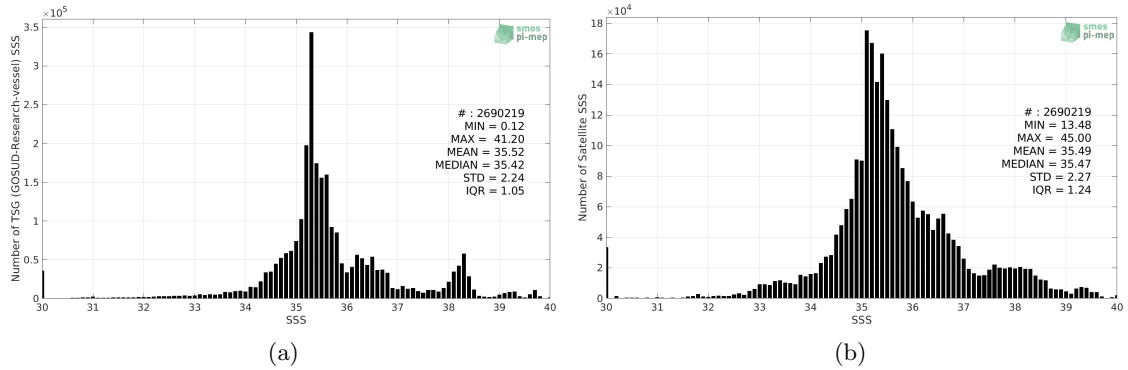 ×10⁵
3.5
3
2.5
2
1.5
1
0.5
0
Number of TSG (GOSUD-Research-vessel) SSS
smos
pi-mep
# : 2690219
MIN = 0.12
MAX = 41.20
MEAN = 35.52
MEDIAN = 35.42
STD = 2.24
IQR = 1.05
30 31 32 33 34 35 36 37 38 39 40
SSS
(a)
×10⁴
18
16
14
12
10
8
6
4
2
0
Number of Satellite SSS
smos
pi-mep
# : 2690219
MIN = 13.48
MAX = 45.00
MEAN = 35.49
MEDIAN = 35.47
STD = 2.27
IQR = 1.24
30 31 32 33 34 35 36 37 38 39 40
SSS
(b)